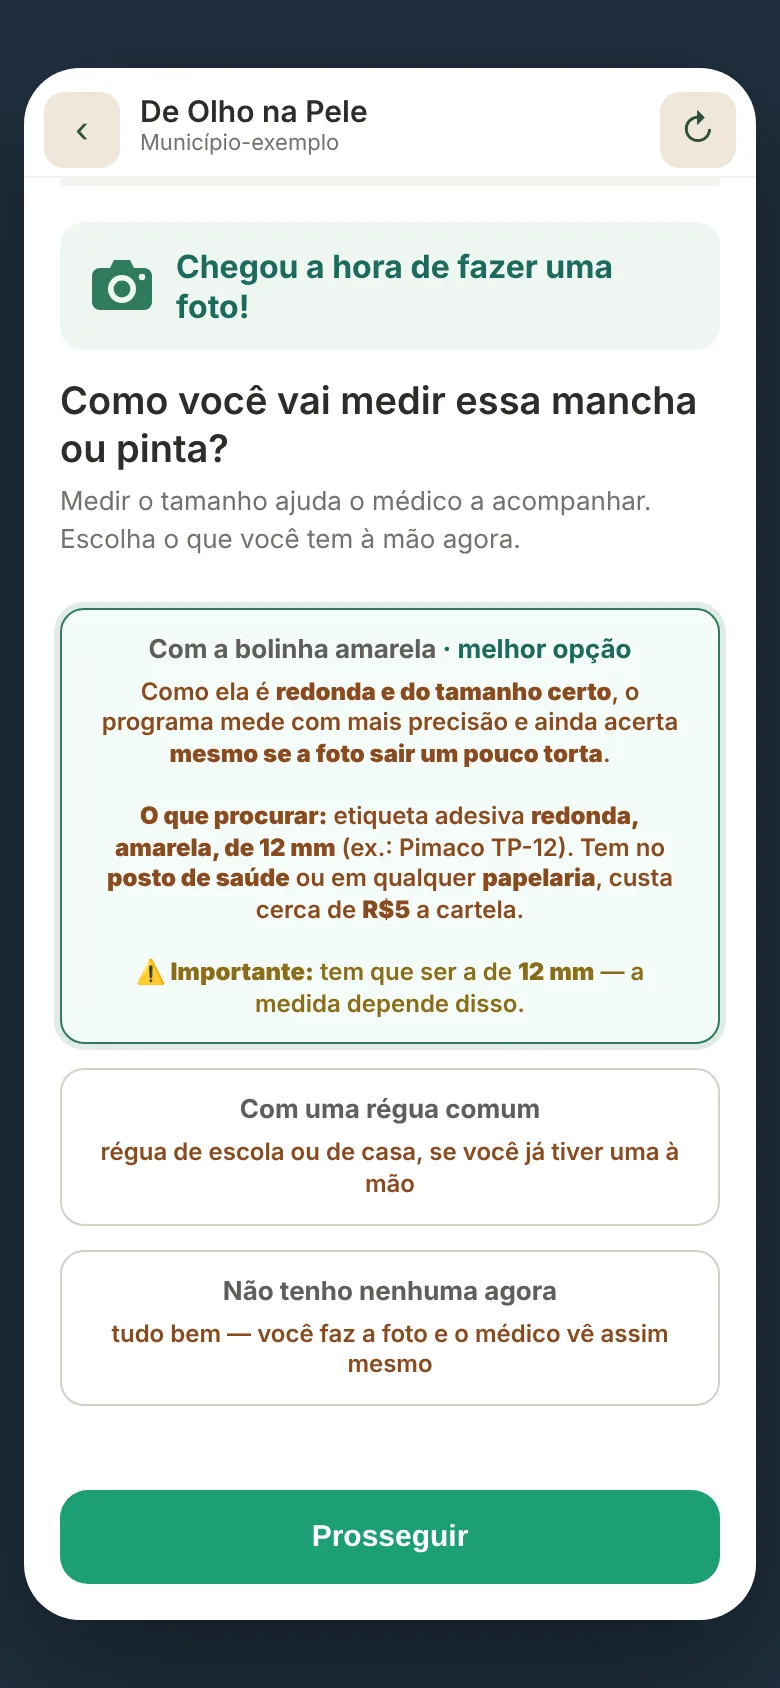 De Olho na Pele
Município-exemplo
Chegou a hora de fazer uma
foto!
Como você vai medir essa mancha
ou pinta?
Medir o tamanho ajuda o médico a acompanhar.
Escolha o que você tem à mão agora.
Com a bolinha amarela · melhor opção
Como ela é redonda e do tamanho certo, o
programa mede com mais precisão e ainda acerta
mesmo se a foto sair um pouco torta.
O que procurar: etiqueta adesiva redonda,
amarela, de 12 mm (ex.: Pimaco TP-12). Tem no
posto de saúde ou em qualquer papelaria, custa
cerca de R$5 a cartela.
⚠️ Importante: tem que ser a de 12 mm — a
medida depende disso.
Com uma régua comum
régua de escola ou de casa, se você já tiver uma à
mão
Não tenho nenhuma agora
tudo bem — você faz a foto e o médico vê assim
mesmo
Prosseguir